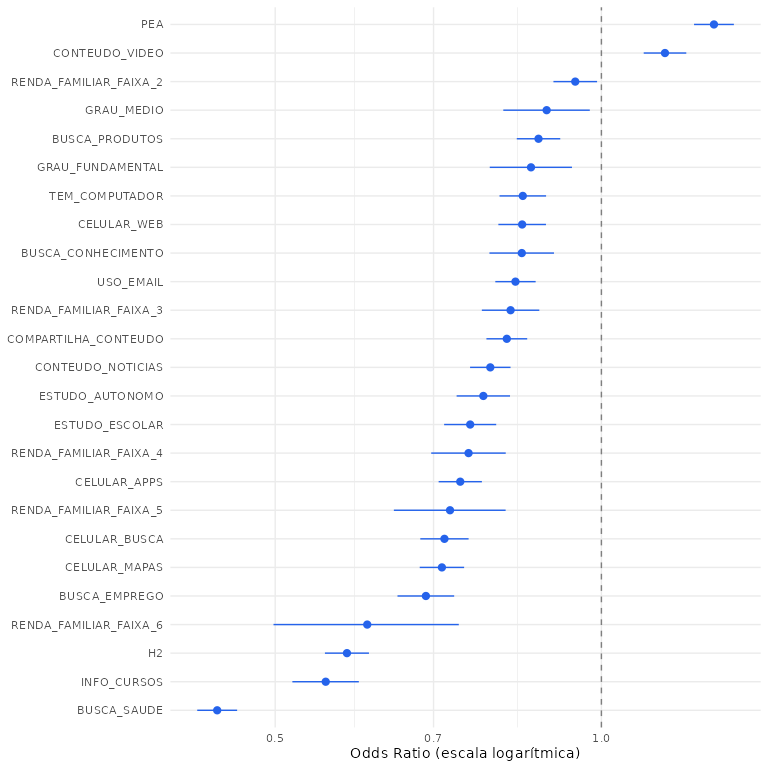 PEA
CONTEUDO_VIDEO
RENDA_FAMILIAR_FAIXA_2
GRAU_MEDIO
BUSCA_PRODUTOS
GRAU_FUNDAMENTAL
TEM_COMPUTADOR
CELULAR_WEB
BUSCA_CONHECIMENTO
USO_EMAIL
RENDA_FAMILIAR_FAIXA_3
COMPARTILHA_CONTEUDO
CONTEUDO_NOTICIAS
ESTUDO_AUTONOMO
ESTUDO_ESCOLAR
RENDA_FAMILIAR_FAIXA_4
CELULAR_APPS
RENDA_FAMILIAR_FAIXA_5
CELULAR_BUSCA
CELULAR_MAPAS
BUSCA_EMPREGO
RENDA_FAMILIAR_FAIXA_6
H2
INFO_CURSOS
BUSCA_SAUDE
0.5 0.7 1.0
Odds Ratio (escala logarítmica)